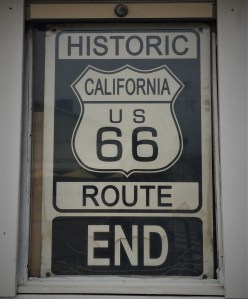 HISTORIC
CALIFORNIA
US
66
ROUTE
END